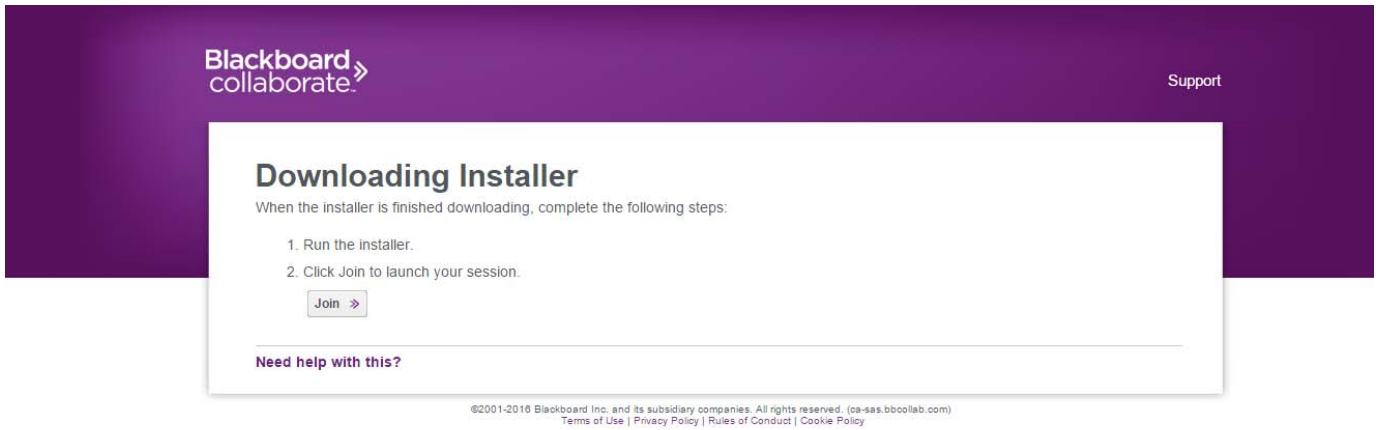 Blackboard
collaborate™
Support
Downloading Installer
When the installer is finished downloading, complete the following steps:
1. Run the installer.
2. Click Join to launch your session.
Join »
Need help with this?
©2001-2016 Blackboard Inc. and its subsidiary companies. All rights reserved. (ca-sas.bbcollab.com)
Terms of Use | Privacy Policy | Rules of Conduct | Cookie Policy